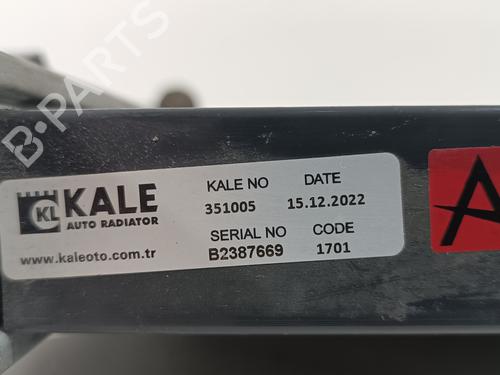 B-PARTS
KL KALE
AUTO RADIATOR
www.kaleoto.com.tr
KALE NO DATE
351005 15.12.2022
SERIAL NO CODE
B2387669 1701
A